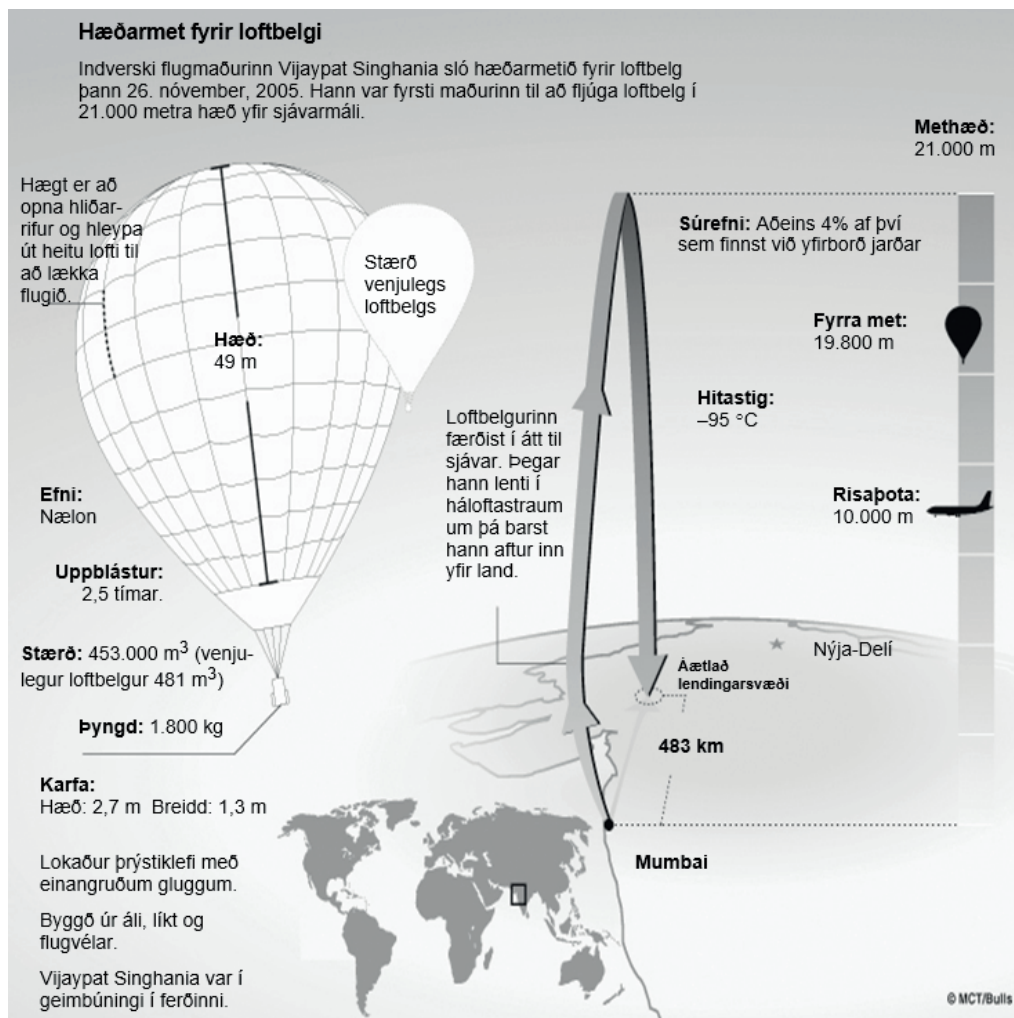 Hæðarmet fyrir loftbelgi
Indverski flugmaðurinn Vijaypat Singhania sló hæðarmetið fyrir loftbelg
þann 26. nóvember, 2005. Hann var fyrsti maðurinn til að fljúga loftbelg í
21.000 metra hæð yfir sjávarmáli.
Hægt er að
opna hliðar-
rifur og hleypa
út heitu lofti til
að lækka
flugið.
Stærð
venjulegs
loftbelgs
Hæð:
49 m
Efni:
Nælon
Uppblástur:
2,5 tímar.
Stærð: 453.000 m³ (venju-
legur loftbelgur 481 m³)
Þyngd: 1.800 kg
Karfa:
Hæð: 2,7 m Breidd: 1,3 m
Lokaður þrýstiklefi með
einangruðum gluggum.
Byggð úr áli, líkt og
flugvélar.
Vijaypat Singhania var í
geimbúningi í ferðinni.
Loftbelgurinn
færðist í átt til
sjávar. Þegar
hann lenti í
háloftastraum
um þá barst
hann aftur inn
yfir land.
Methæð:
21.000 m
Súrefni: Aðeins 4% af því
sem finnst við yfirborð jarðar
Fyrra met:
19.800 m
Hitastig:
–95 °C
Risaþota:
10.000 m
Nýja-Delí
Áætlað
lendingarsvæði
483 km
Mumbai
© MCT/Bulls